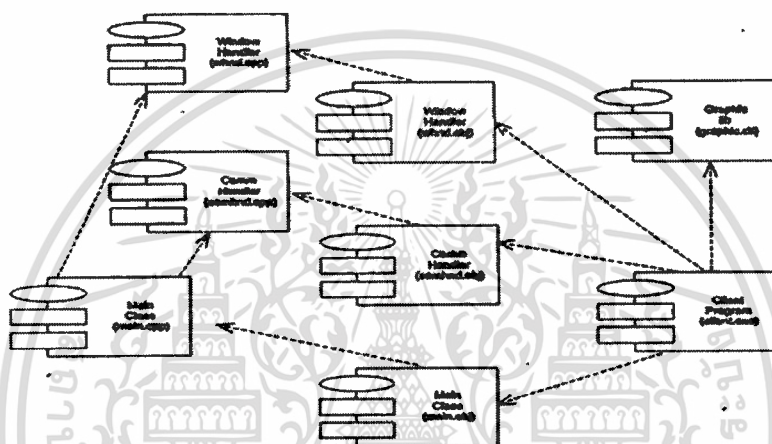 Window
Handler
(whnd.cpp)
Window
Handler
(whnd.obj)
Graphic
lib
(graphic.dll)
Comm
Handler
(comhnd.cpp)
Comm
Handler
(comhnd.obj)
Main
Class
(main.cpp)
Client
Program
(client.exe)
Main
Class
(main.obj)